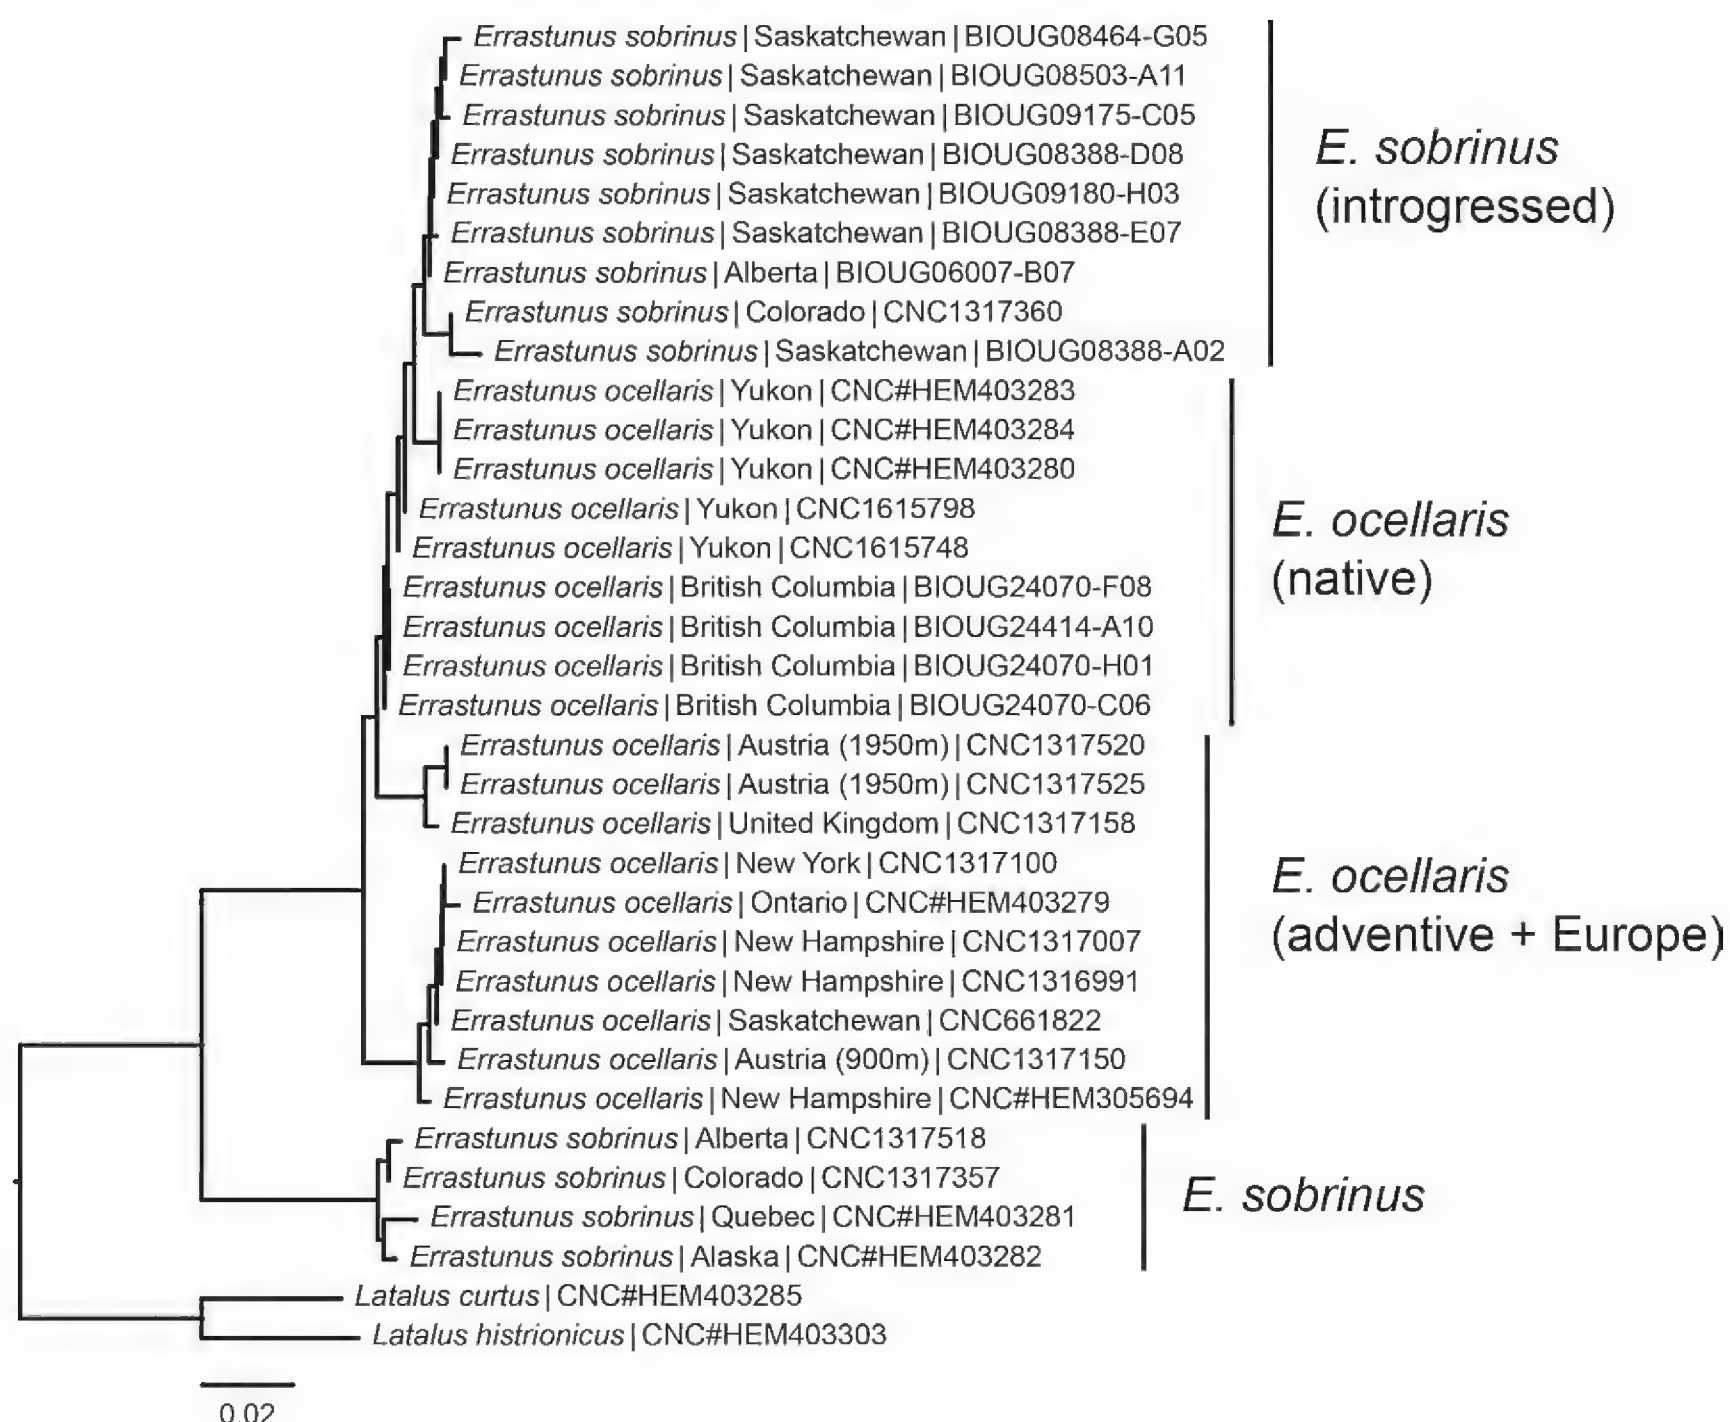 Errastunus sobrinus|Saskatchewan|BIOUG08464-G05
Errastunus sobrinus|Saskatchewan|BIOUG08503-A11
Errastunus sobrinus|Saskatchewan|BIOUG09175-C05
Errastunus sobrinus|Saskatchewan|BIOUG08388-D08
Errastunus sobrinus|Saskatchewan|BIOUG09180-H03
Errastunus sobrinus|Saskatchewan|BIOUG08388-E07
Errastunus sobrinus|Alberta|BIOUG06007-B07
Errastunus sobrinus|Colorado|CNC1317360
Errastunus sobrinus|Saskatchewan|BIOUG08388-A02
E. sobrinus
(introgressed)
Errastunus ocellaris|Yukon|CNC#HEM403283
Errastunus ocellaris|Yukon|CNC#HEM403284
Errastunus ocellaris|Yukon|CNC#HEM403280
Errastunus ocellaris|Yukon|CNC1615798
Errastunus ocellaris|Yukon|CNC1615748
Errastunus ocellaris|British Columbia|BIOUG24070-F08
Errastunus ocellaris|British Columbia|BIOUG24414-A10
Errastunus ocellaris|British Columbia|BIOUG24070-H01
Errastunus ocellaris|British Columbia|BIOUG24070-C06
E. ocellaris
(native)
Errastunus ocellaris|Austria (1950m)|CNC1317520
Errastunus ocellaris|Austria (1950m)|CNC1317525
Errastunus ocellaris|United Kingdom|CNC1317158
Errastunus ocellaris|New York|CNC1317100
Errastunus ocellaris|Ontario|CNC#HEM403279
Errastunus ocellaris|New Hampshire|CNC1317007
Errastunus ocellaris|New Hampshire|CNC1316991
Errastunus ocellaris|Saskatchewan|CNC661822
Errastunus ocellaris|Austria (900m)|CNC1317150
Errastunus ocellaris|New Hampshire|CNC#HEM305694
E. ocellaris
(adventive + Europe)
Errastunus sobrinus|Alberta|CNC1317518
Errastunus sobrinus|Colorado|CNC1317357
Errastunus sobrinus|Quebec|CNC#HEM403281
Errastunus sobrinus|Alaska|CNC#HEM403282
E. sobrinus
Latalus curtus|CNC#HEM403285
Latalus histrionicus|CNC#HEM403303
0.02